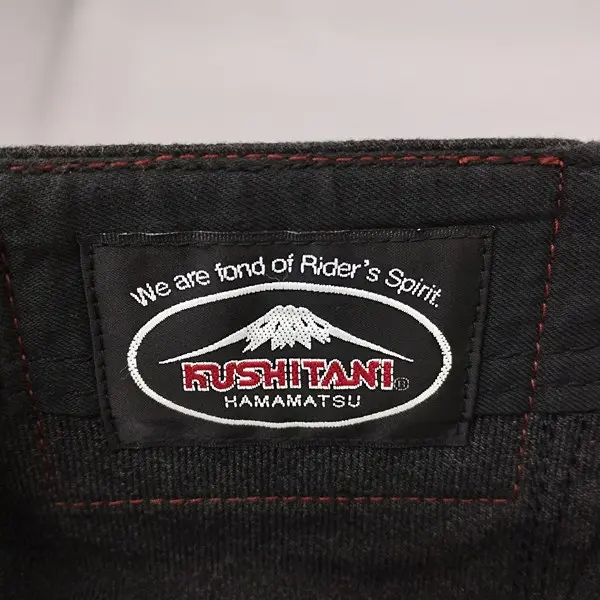 We are fond of Rider's Spirit.
KUSHITANI®
HAMAMATSU